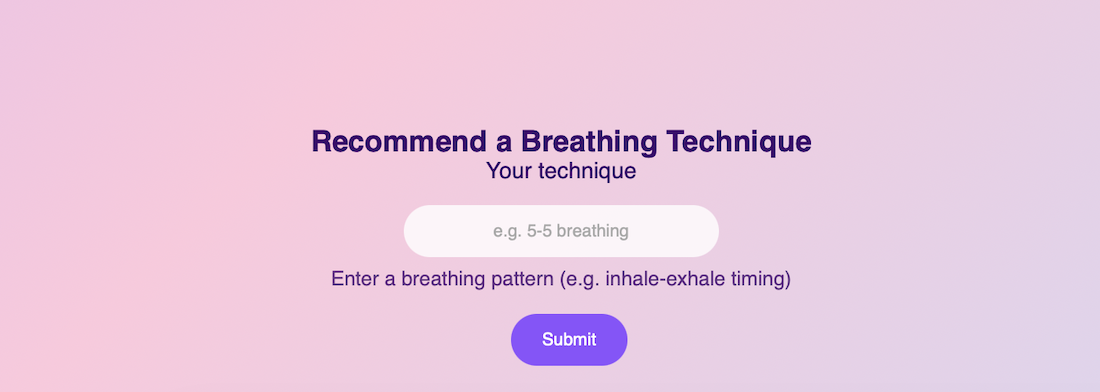 Recommend a Breathing Technique
Your technique
e.g. 5-5 breathing
Enter a breathing pattern (e.g. inhale-exhale timing)
Submit